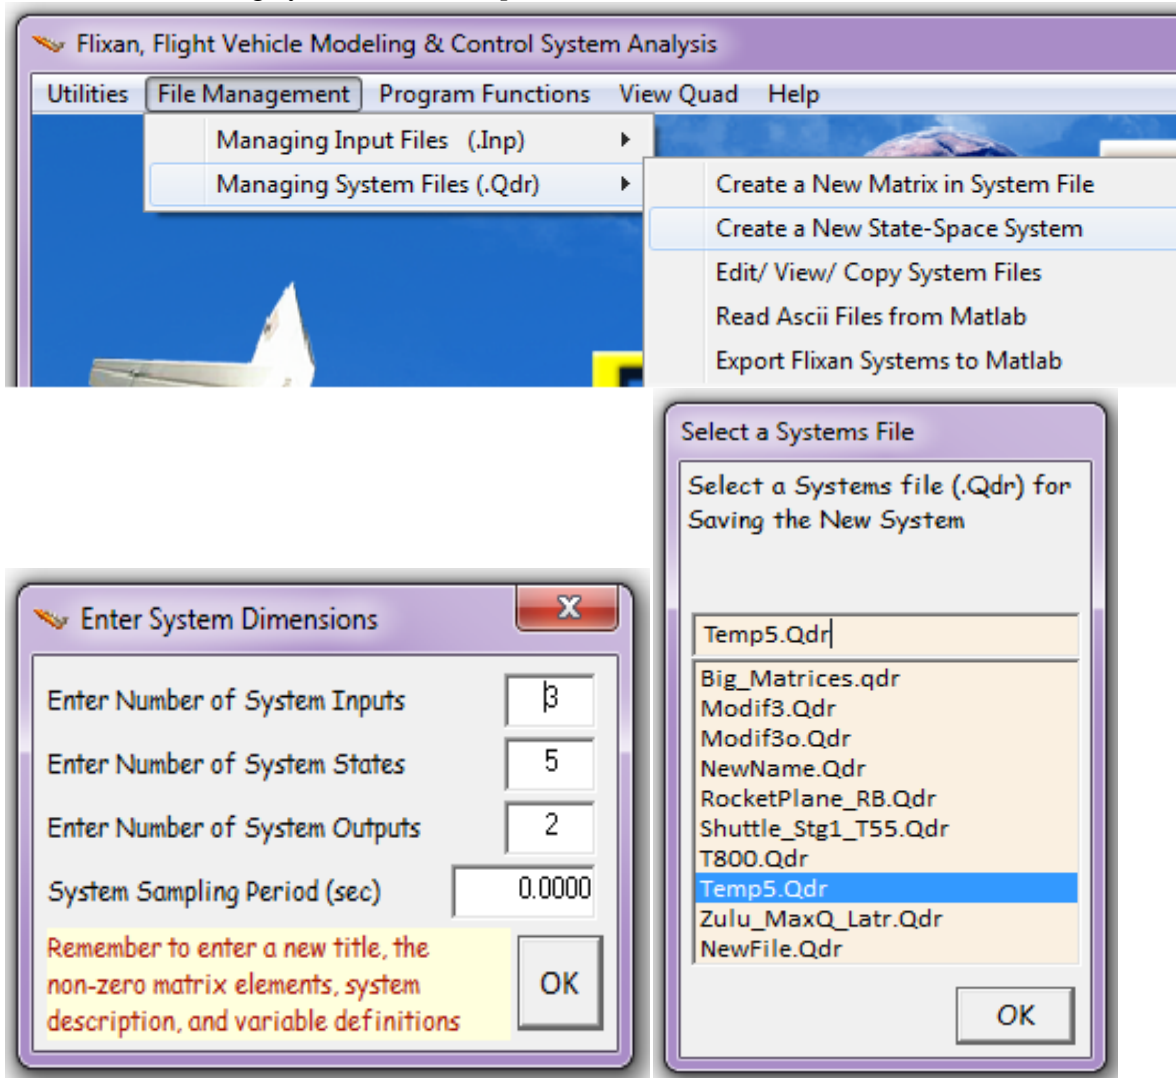 Flixan, Flight Vehicle Modeling & Control System Analysis
Utilities File Management Program Functions View Quad Help
Managing Input Files (.Inp)
Managing System Files (.Qdr)
Create a New Matrix in System File
Create a New State-Space System
Edit/ View/ Copy System Files
Read Ascii Files from Matlab
Export Flixan Systems to Matlab
Select a Systems File
Select a Systems file (.Qdr) for
Saving the New System
Temp5.Qdr
Big_Matrices.qdr
Modif3.Qdr
Modif3o.Qdr
NewName.Qdr
RocketPlane_RB.Qdr
Shuttle_Stg1_T55.Qdr
T800.Qdr
Temp5.Qdr
Zulu_MaxQ_Latr.Qdr
NewFile.Qdr
OK
Enter System Dimensions
Enter Number of System Inputs 3
Enter Number of System States 5
Enter Number of System Outputs 2
System Sampling Period (sec) 0.0000
Remember to enter a new title, the
non-zero matrix elements, system
description, and variable definitions
OK